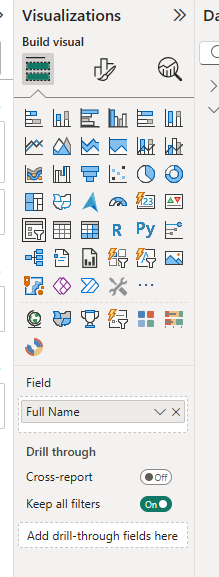 Visualizations
Build visual
123
R
Py
Field
Full Name
Drill through
Cross-report
Off
Keep all filters
On
Add drill-through fields here